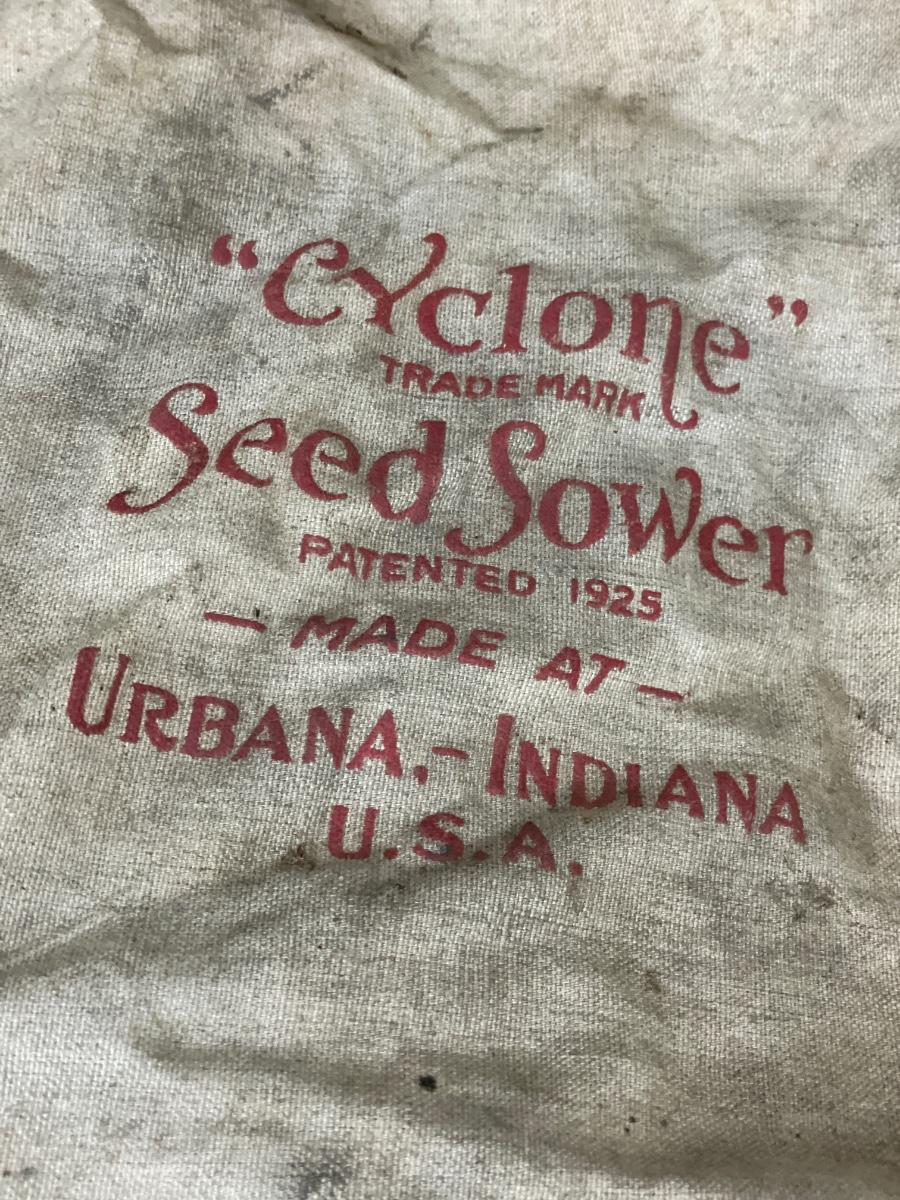 “Cyclone”
TRADE MARK
Seed Sower
PATENTED 1925
— MADE AT —
URBANA,- INDIANA
U.S.A.